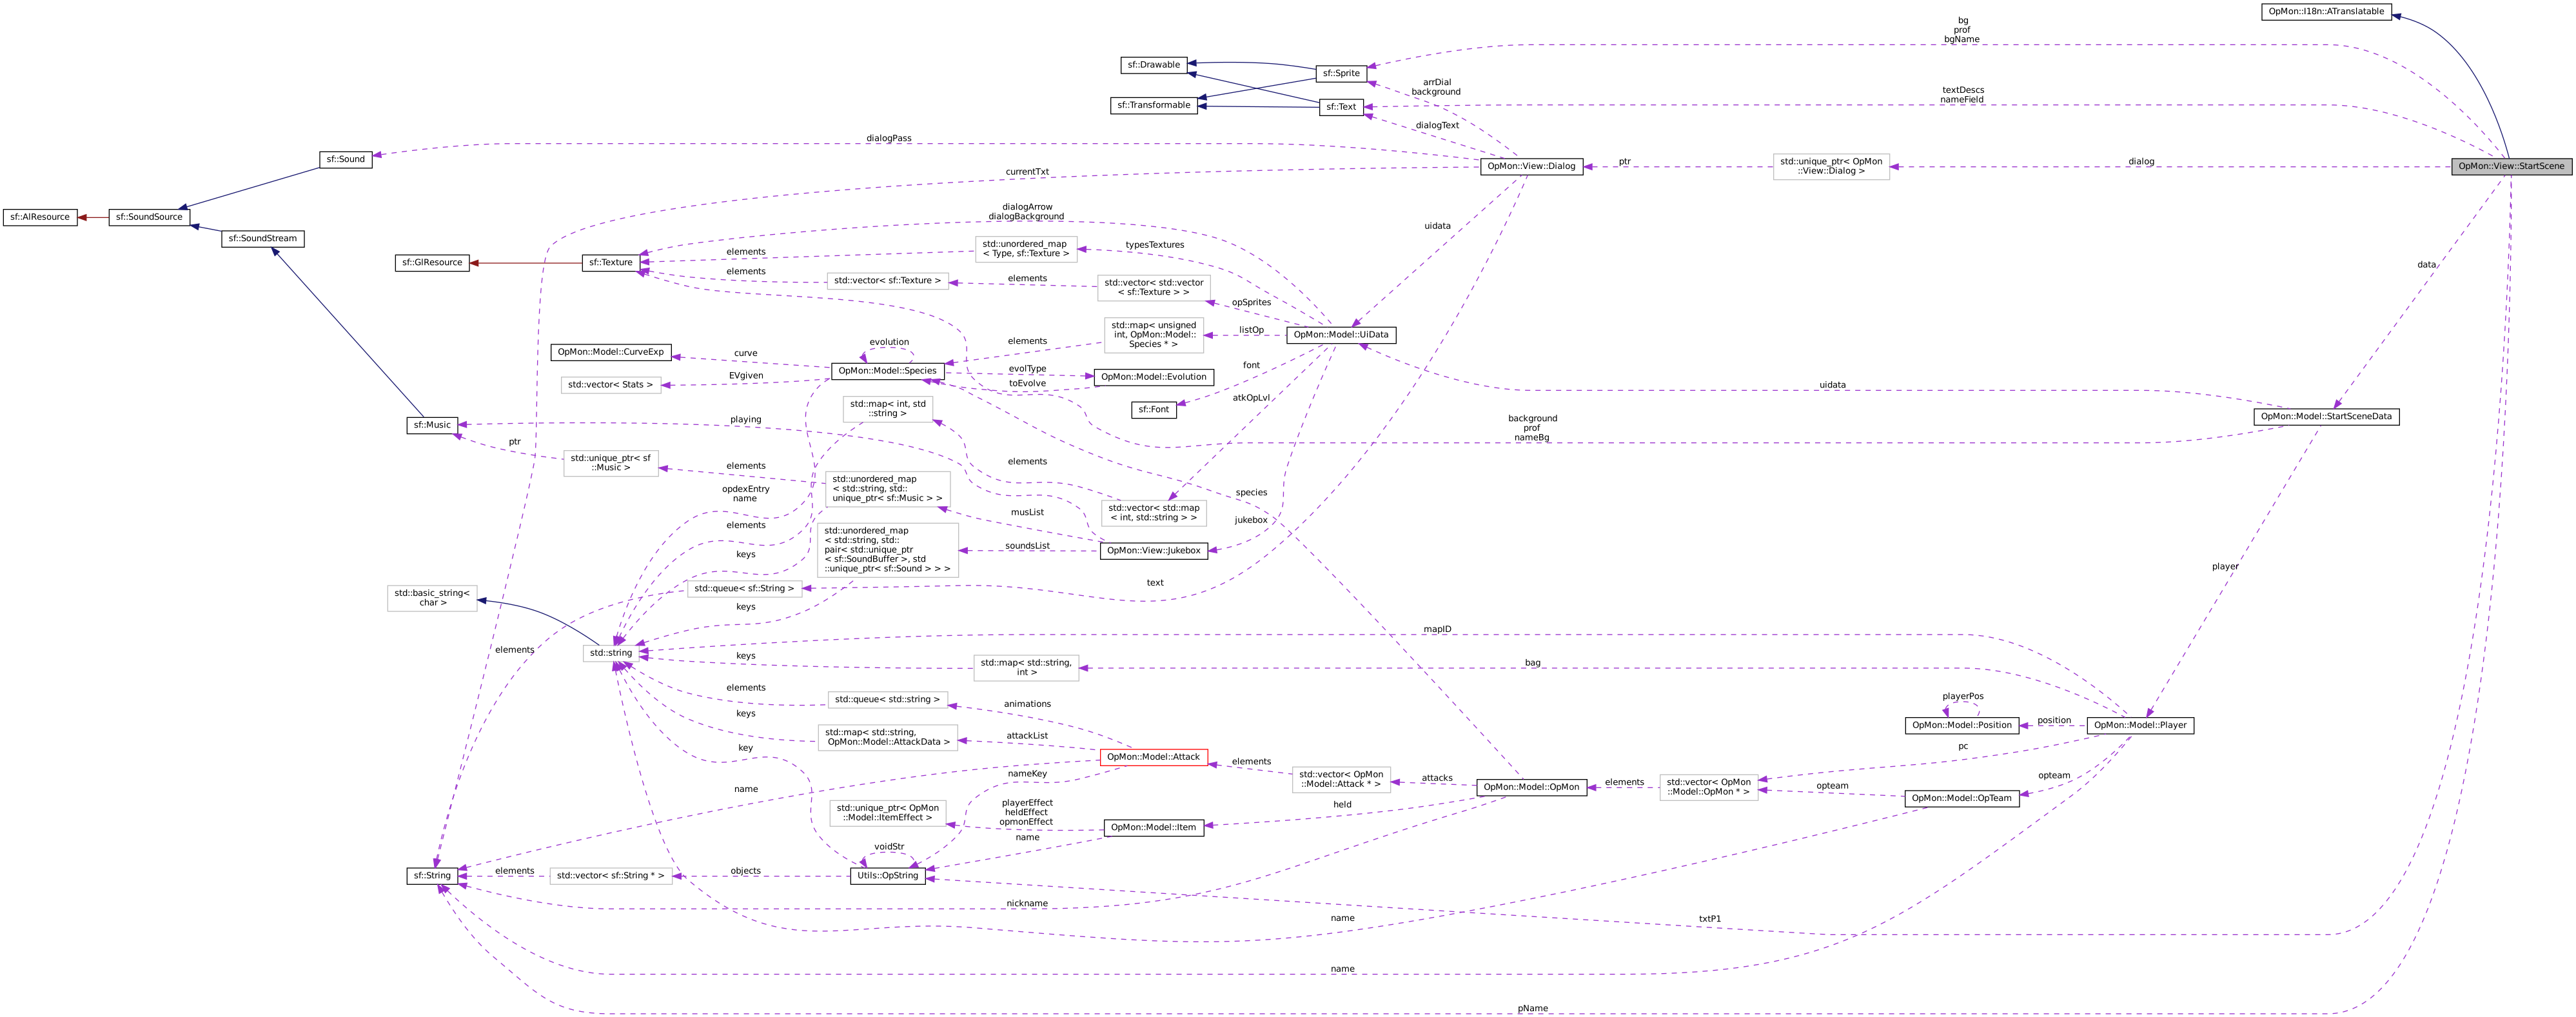 OpMon::I18n::ATranslatable
bg
prof
bgName
sf::Drawable
sf::Sprite
arrDial
background
textDescs
nameField
sf::Transformable
sf::Text
dialogText
dialogPass
sf::Sound
currentTxt
OpMon::View::Dialog
ptr
std::unique_ptr< OpMon
::View::Dialog >
dialog
OpMon::View::StartScene
sf::AlResource
sf::SoundSource
sf::SoundStream
dialogArrow
dialogBackground
uidata
data
sf::GlResource
sf::Texture
elements
std::unordered_map
< Type, sf::Texture >
typesTextures
elements
std::vector< sf::Texture >
elements
std::vector< std::vector
< sf::Texture > >
opSprites
std::map< unsigned
int, OpMon::Model::
Species * >
listOp
OpMon::Model::UiData
OpMon::Model::CurveExp
curve
evolution
elements
OpMon::Model::Species
evolType
OpMon::Model::Evolution
font
std::vector< Stats >
EVgiven
toEvolve
uidata
sf::Font
atkOpLvl
std::map< int, std
::string >
sf::Music
playing
background
prof
nameBg
OpMon::Model::StartSceneData
ptr
std::unique_ptr< sf
::Music >
elements
elements
std::unordered_map
< std::string, std::
unique_ptr< sf::Music > >
opdexEntry
name
species
std::vector< std::map
< int, std::string > >
musList
jukebox
elements
std::unordered_map
< std::string, std::
pair< std::unique_ptr
< sf::SoundBuffer >, std
::unique_ptr< sf::Sound > > >
soundsList
OpMon::View::Jukebox
keys
player
std::basic_string<
char >
std::queue< sf::String >
text
keys
elements
std::string
mapID
keys
std::map< std::string,
int >
bag
elements
std::queue< std::string >
animations
playerPos
keys
std::map< std::string,
OpMon::Model::AttackData >
attackList
OpMon::Model::Position
position
OpMon::Model::Player
key
OpMon::Model::Attack
elements
pc
nameKey
std::vector< OpMon
::Model::Attack * >
attacks
OpMon::Model::OpMon
elements
std::vector< OpMon
::Model::OpMon * >
opteam
opteam
OpMon::Model::OpTeam
name
std::unique_ptr< OpMon
::Model::ItemEffect >
playerEffect
heldEffect
opmonEffect
held
OpMon::Model::Item
name
voidStr
sf::String
elements
std::vector< sf::String * >
objects
Utils::OpString
nickname
name
txtP1
name
pName